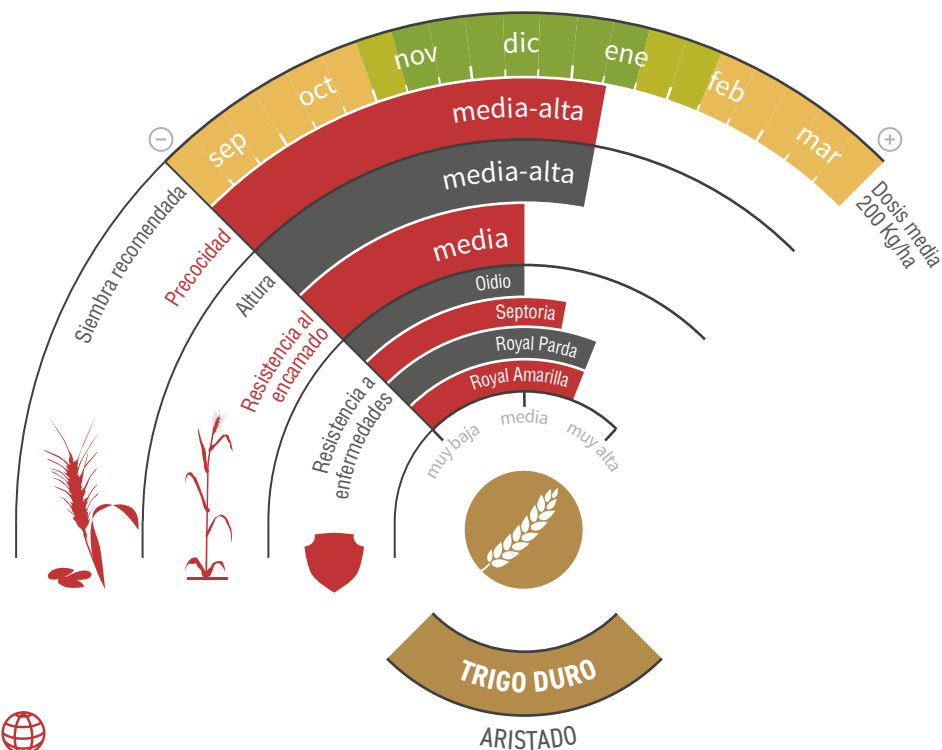 sep
oct
nov
dic
ene
feb
mar
Dosis media
200 Kg/ha
Siembra recomendada
Precocidad
media-alta
Altura
media-alta
Resistencia al
encamado
media
Resistencia a
enfermedades
Oidio
Septoria
Royal Parda
Royal Amarilla
muy baja
media
muy alta
TRIGO DURO
ARISTADO